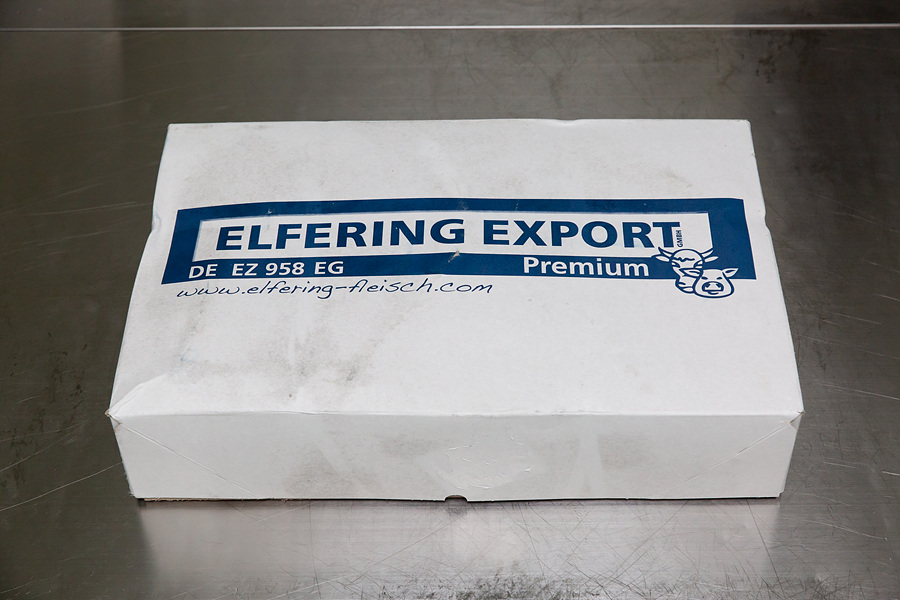 ELFERING EXPORT GMBH
DE EZ 958 EG Premium
www.elfering-fleisch.com